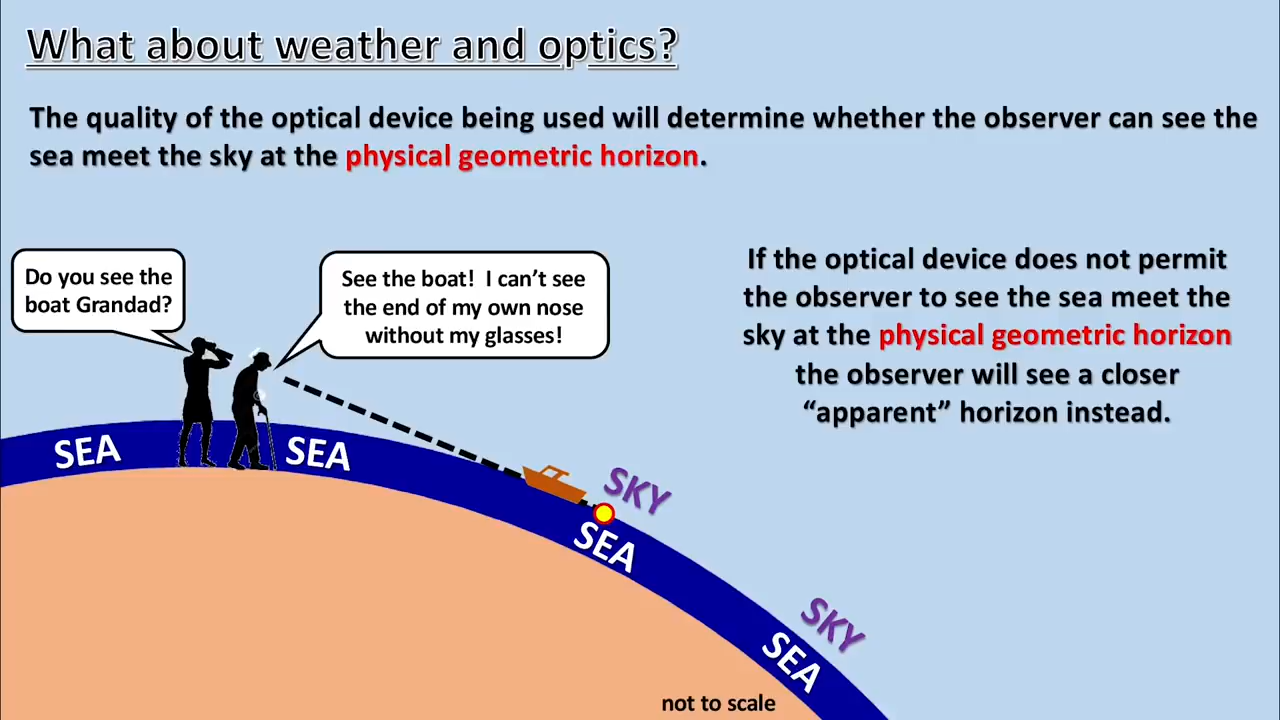 What about weather and optics?
The quality of the optical device being used will determine whether the observer can see the
sea meet the sky at the physical geometric horizon.
Do you see the
boat Grandad?
See the boat!  I can't see
the end of my own nose
without my glasses!
If the optical device does not permit
the observer to see the sea meet the
sky at the physical geometric horizon
the observer will see a closer
“apparent” horizon instead.
SEA
SEA
SKY
SEA
SKY
SEA
not to scale